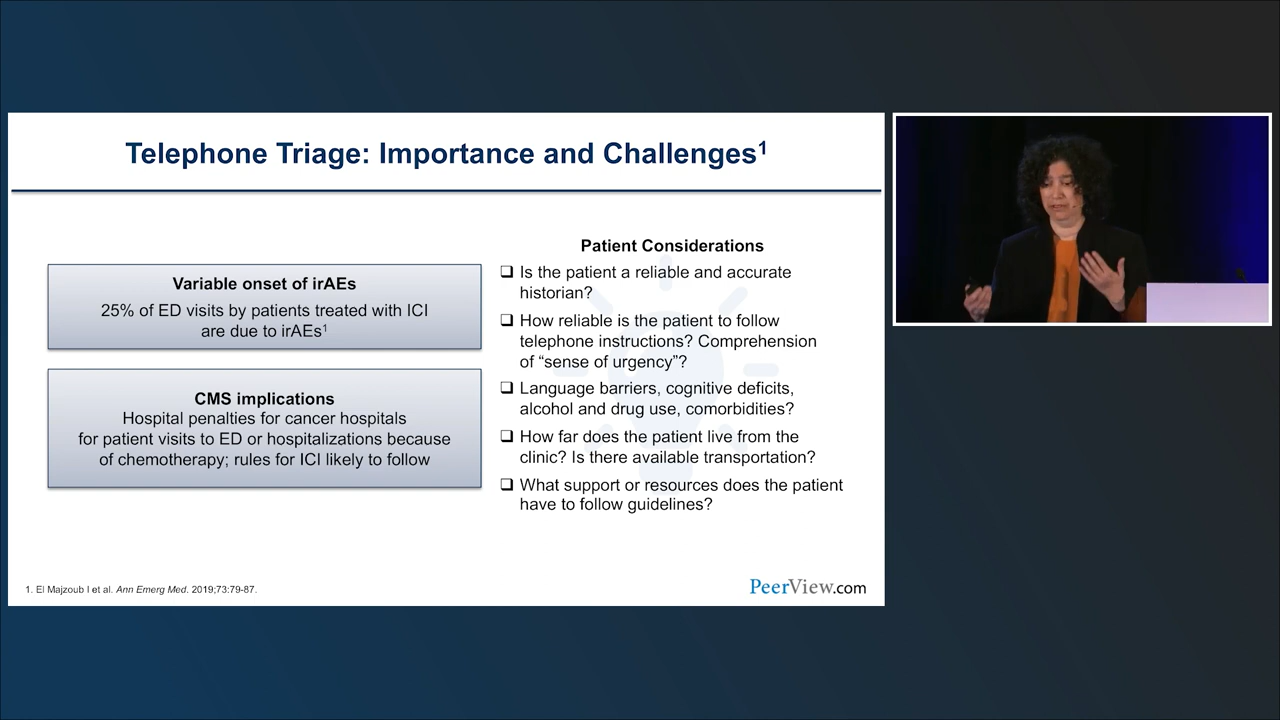 Telephone Triage: Importance and Challenges¹
Variable onset of irAEs
25% of ED visits by patients treated with ICI
are due to irAEs¹
CMS implications
Hospital penalties for cancer hospitals
for patient visits to ED or hospitalizations because
of chemotherapy; rules for ICI likely to follow
Patient Considerations
❑ Is the patient a reliable and accurate
historian?
❑ How reliable is the patient to follow
telephone instructions? Comprehension
of “sense of urgency”?
❑ Language barriers, cognitive deficits,
alcohol and drug use, comorbidities?
❑ How far does the patient live from the
clinic? Is there available transportation?
❑ What support or resources does the patient
have to follow guidelines?
1. El Majzoub I et al. Ann Emerg Med. 2019;73:79-87.
PeerView.com